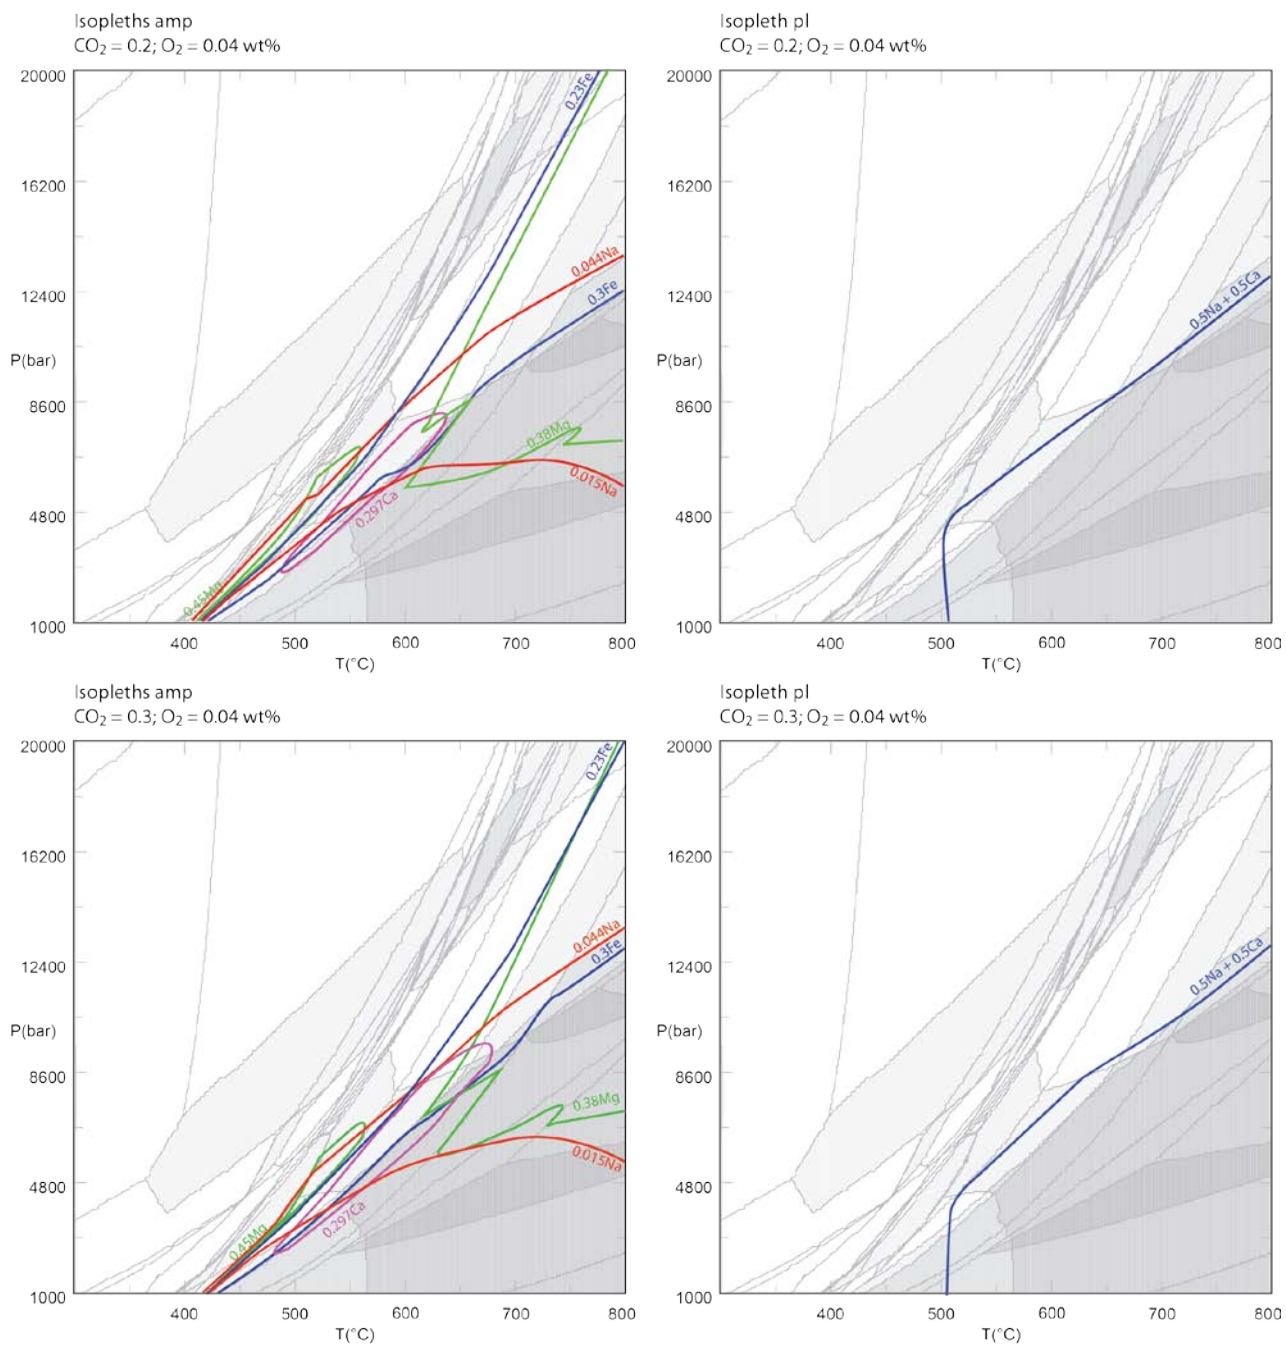 Isopleths amp
CO₂ = 0.2; O₂ = 0.04 wt%
20000
16200
12400
P(bar)
8600
4800
1000
400
500
600
700
800
T(°C)
0.23Fe
0.044Na
0.3Fe
0.38Mg
0.015Na
0.297Ca
0.45Mg
Isopleth pl
CO₂ = 0.2; O₂ = 0.04 wt%
20000
16200
12400
P(bar)
8600
4800
1000
400
500
600
700
800
T(°C)
0.5Na + 0.5Ca
Isopleths amp
CO₂ = 0.3; O₂ = 0.04 wt%
20000
16200
12400
P(bar)
8600
4800
1000
400
500
600
700
800
T(°C)
0.23Fe
0.044Na
0.3Fe
0.38Mg
0.015Na
0.297Ca
0.45Mg
Isopleth pl
CO₂ = 0.3; O₂ = 0.04 wt%
20000
16200
12400
P(bar)
8600
4800
1000
400
500
600
700
800
T(°C)
0.5Na + 0.5Ca